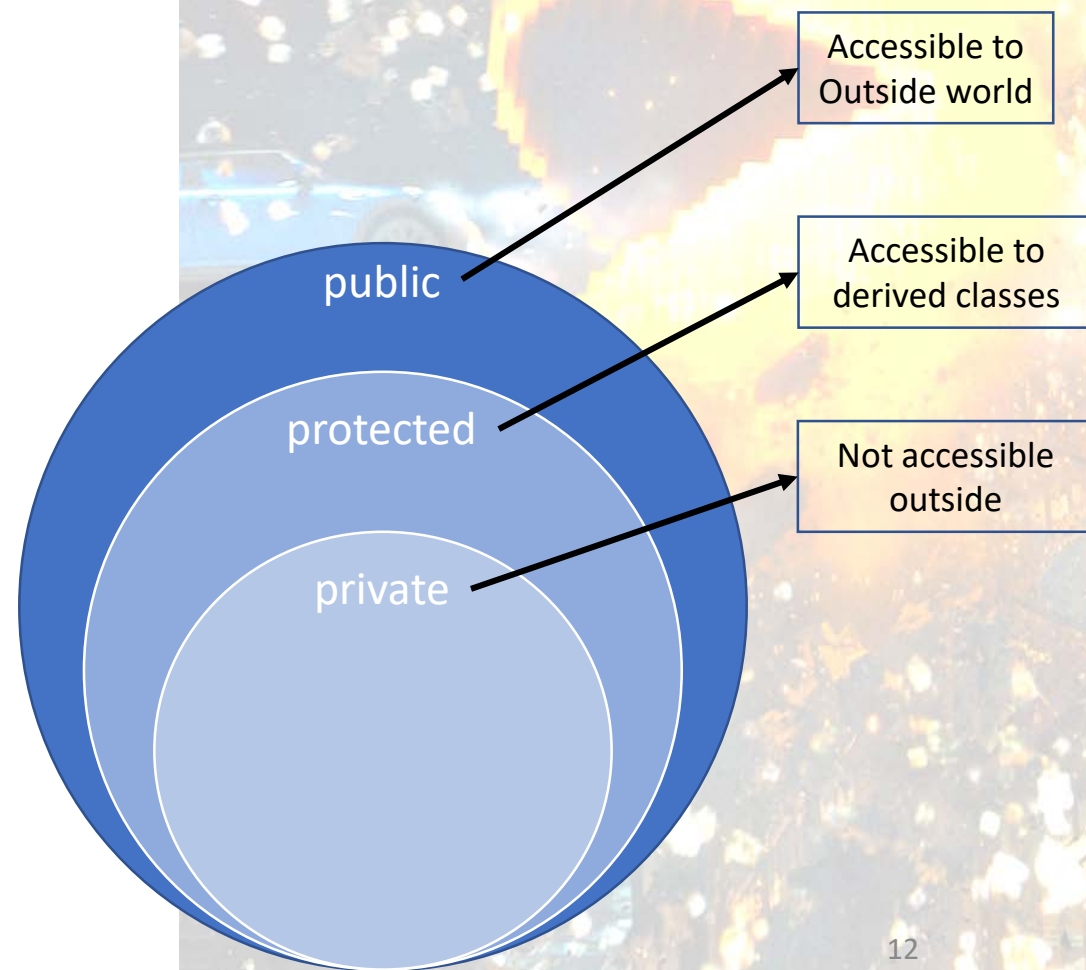 Accessible to
Outside world
public
Accessible to
derived classes
protected
Not accessible
outside
private
12